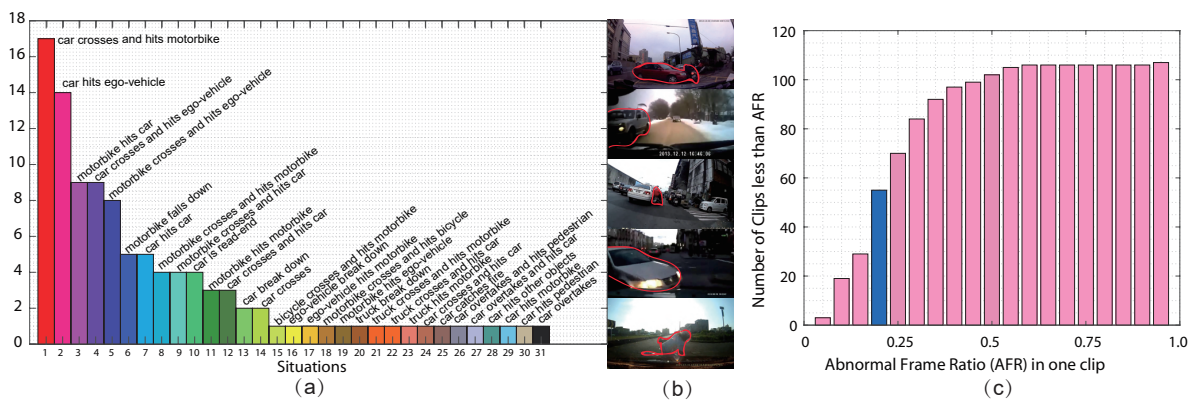 18
16
14
12
10
8
6
4
2
0
car crosses and hits motorbike
car hits ego-vehicle
motorbike hits car
car crosses and hits ego-vehicle
motorbike crosses and hits ego-vehicle
motorbike falls down
car hits car
motorbike crosses and hits motorbike
motorbike crosses and hits car
car is read-end
motorbike hits motorbike
car crosses and hits car
car break down
car crosses
bicycle crosses and hits motorbike
ego-vehicle break down
ego-vehicle hits motorbike
motorbike crosses and hits bicycle
motorbike hits ego-vehicle
truck break down
truck crosses and hits motorbike
truck crosses and hits car
truck hits motorbike
car crosses and
car catches fire
car overtakes and hits car
car hits other objects
car hits motorbike
car hits pedestrian
car overtakes
1 2 3 4 5 6 7 8 9 10 11 12 13 14 15 16 17 18 19 20 21 22 23 24 25 26 27 28 29 30 31
Situations
(a)
2013.12.12 16:46:06
(b)
Number of Clips less than AFR
120
100
80
60
40
20
0
0.25 0.5 0.75 1.0
Abnormal Frame Ratio (AFR) in one clip
(c)